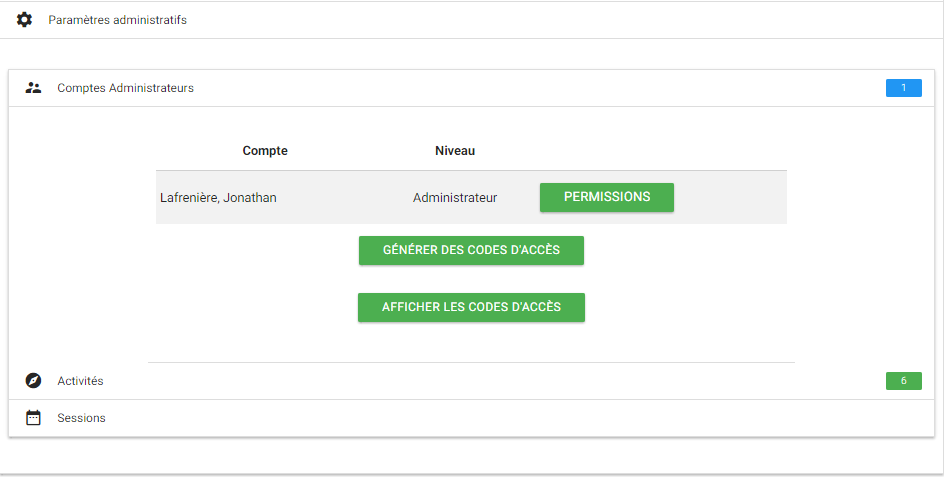 Paramètres administratifs
Comptes Administrateurs 1
Compte Niveau
Lafrenière, Jonathan Administrateur PERMISSIONS
GÉNÉRER DES CODES D'ACCÈS
AFFICHER LES CODES D'ACCÈS
Activités 6
Sessions